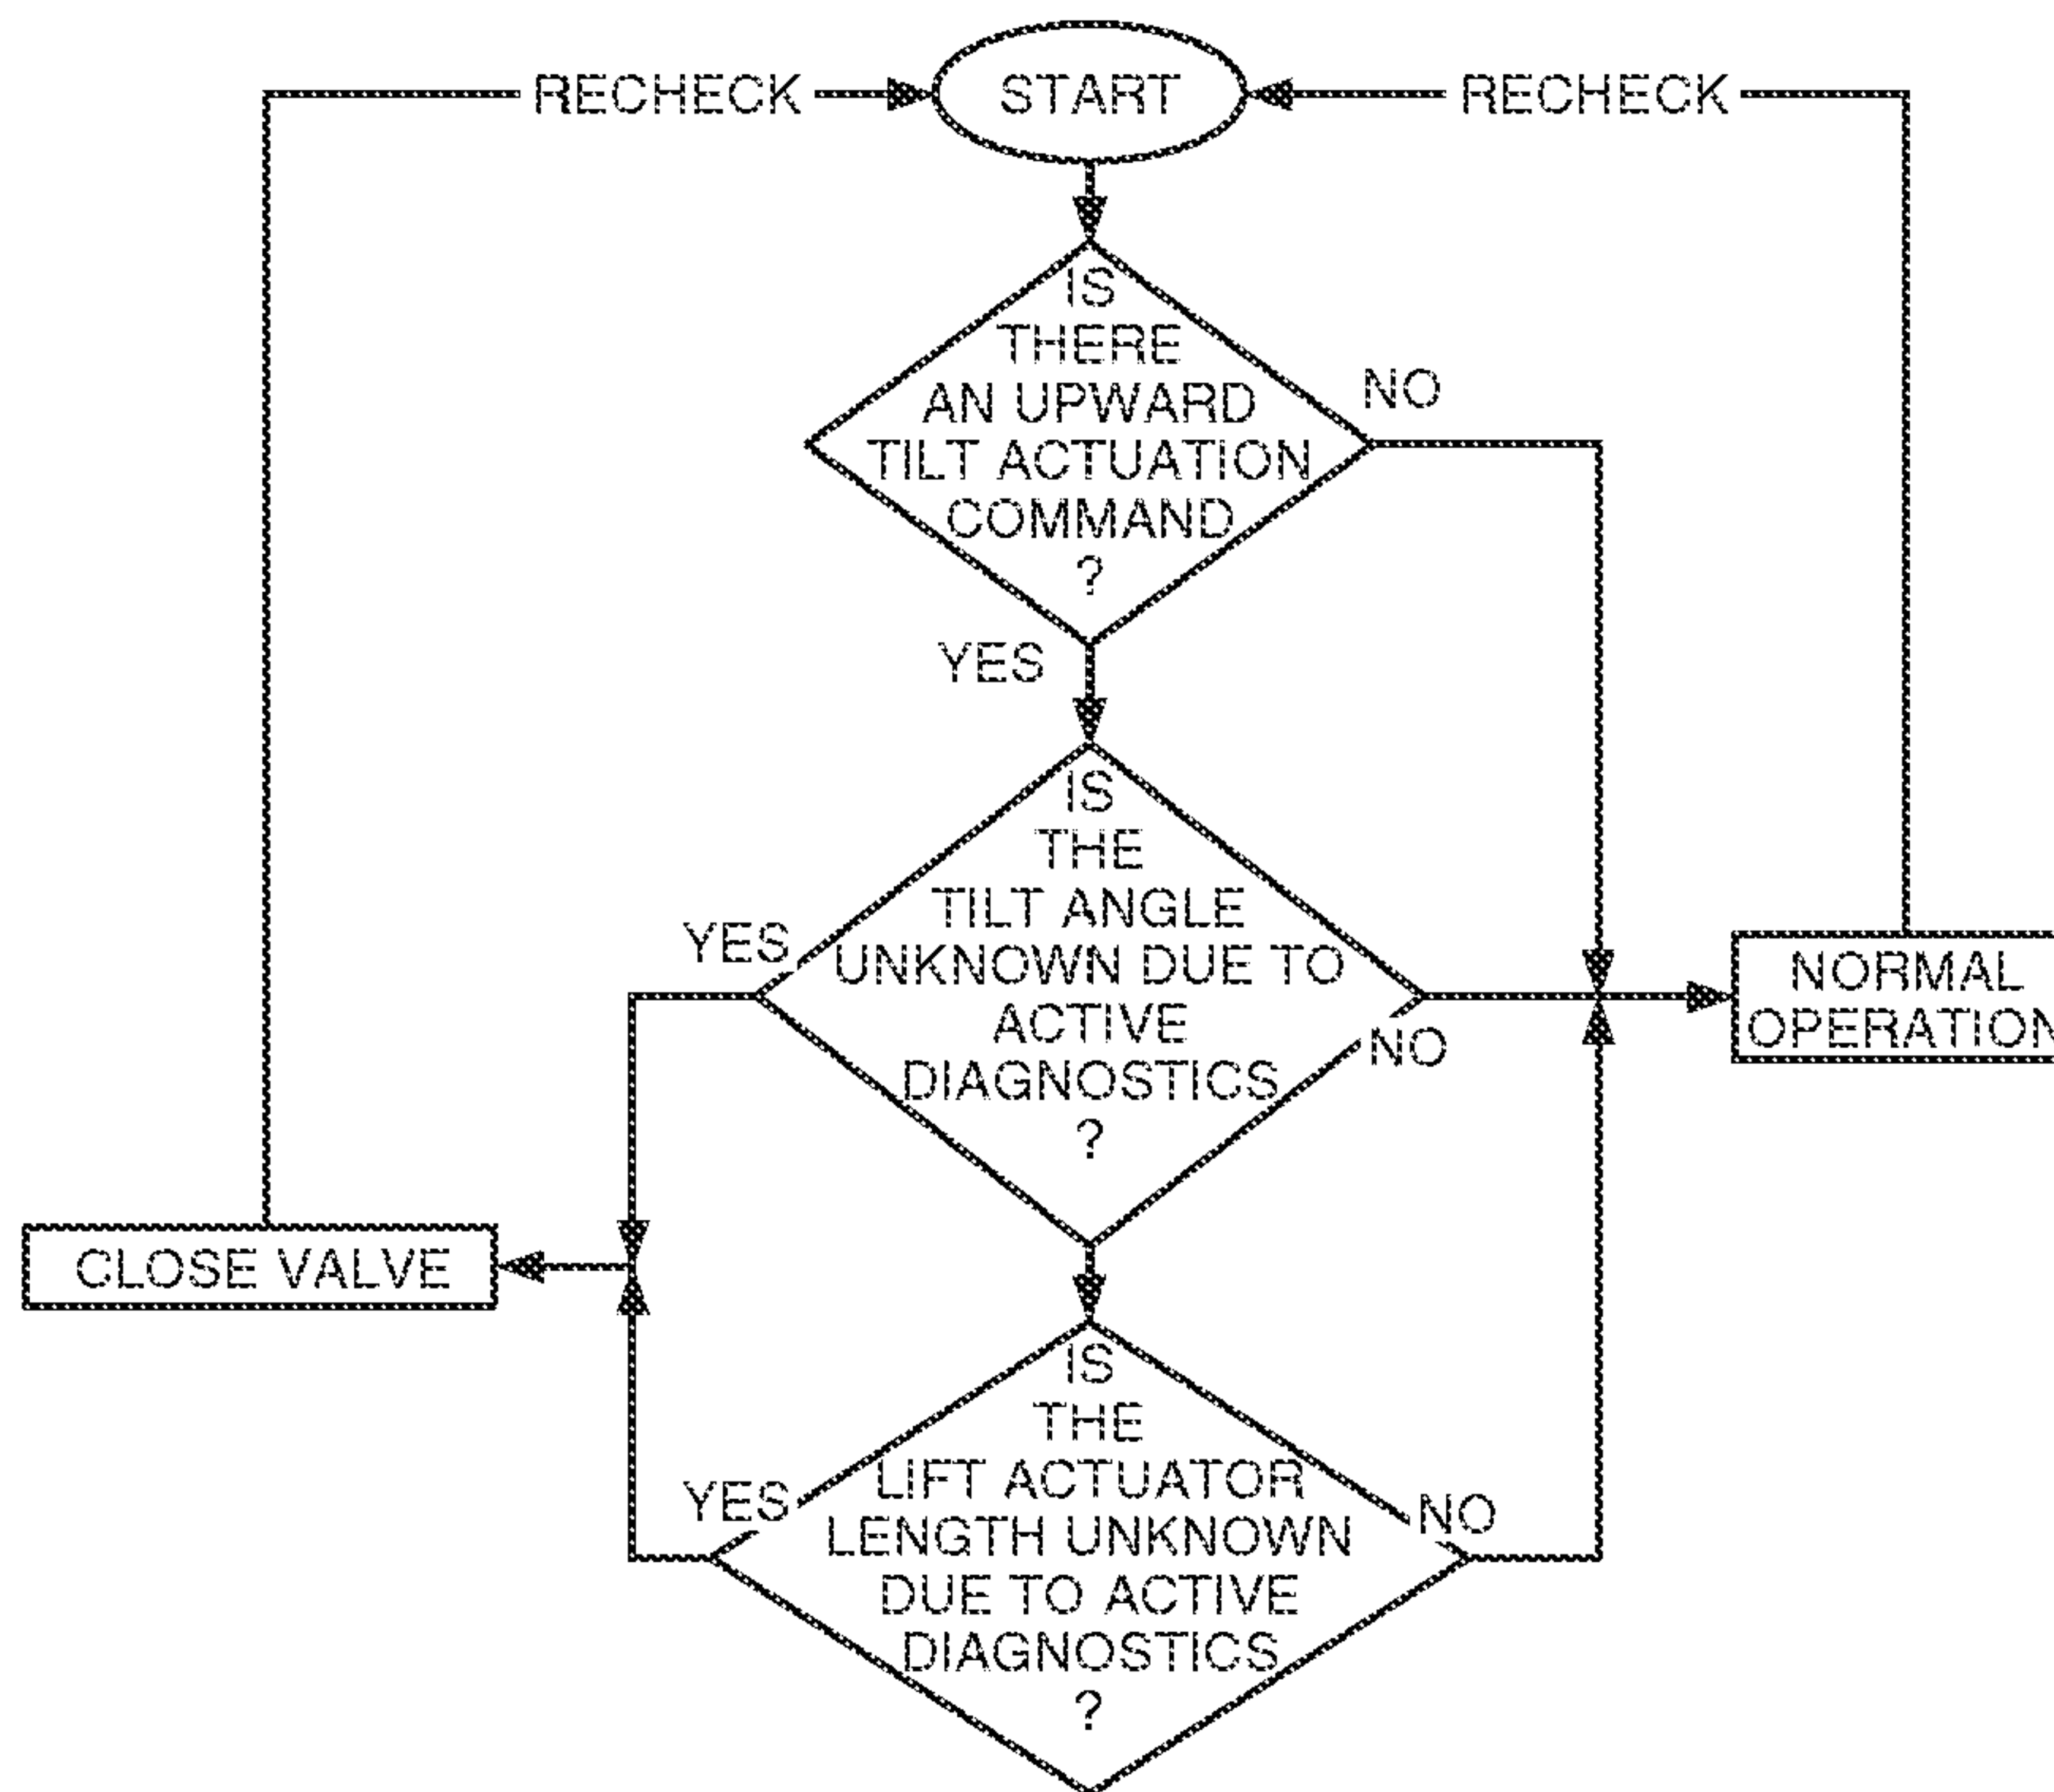 RECHECK
START
RECHECK
IS
THERE
AN UPWARD
TILT ACTUATION
COMMAND
?
NO
YES
IS
THE
TILT ANGLE
UNKNOWN DUE TO
ACTIVE
DIAGNOSTICS
?
YES
NO
NORMAL
OPERATION
CLOSE VALVE
IS
THE
LIFT ACTUATOR
LENGTH UNKNOWN
DUE TO ACTIVE
DIAGNOSTICS
?
YES
NO